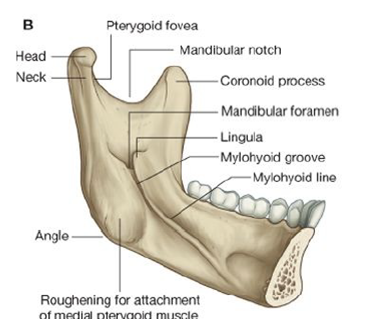 B
Pterygoid fovea
Mandibular notch
Head
Neck
Coronoid process
Mandibular foramen
Lingula
Mylohyoid groove
Mylohyoid line
Angle
Roughening for attachment
of medial pterygoid muscle